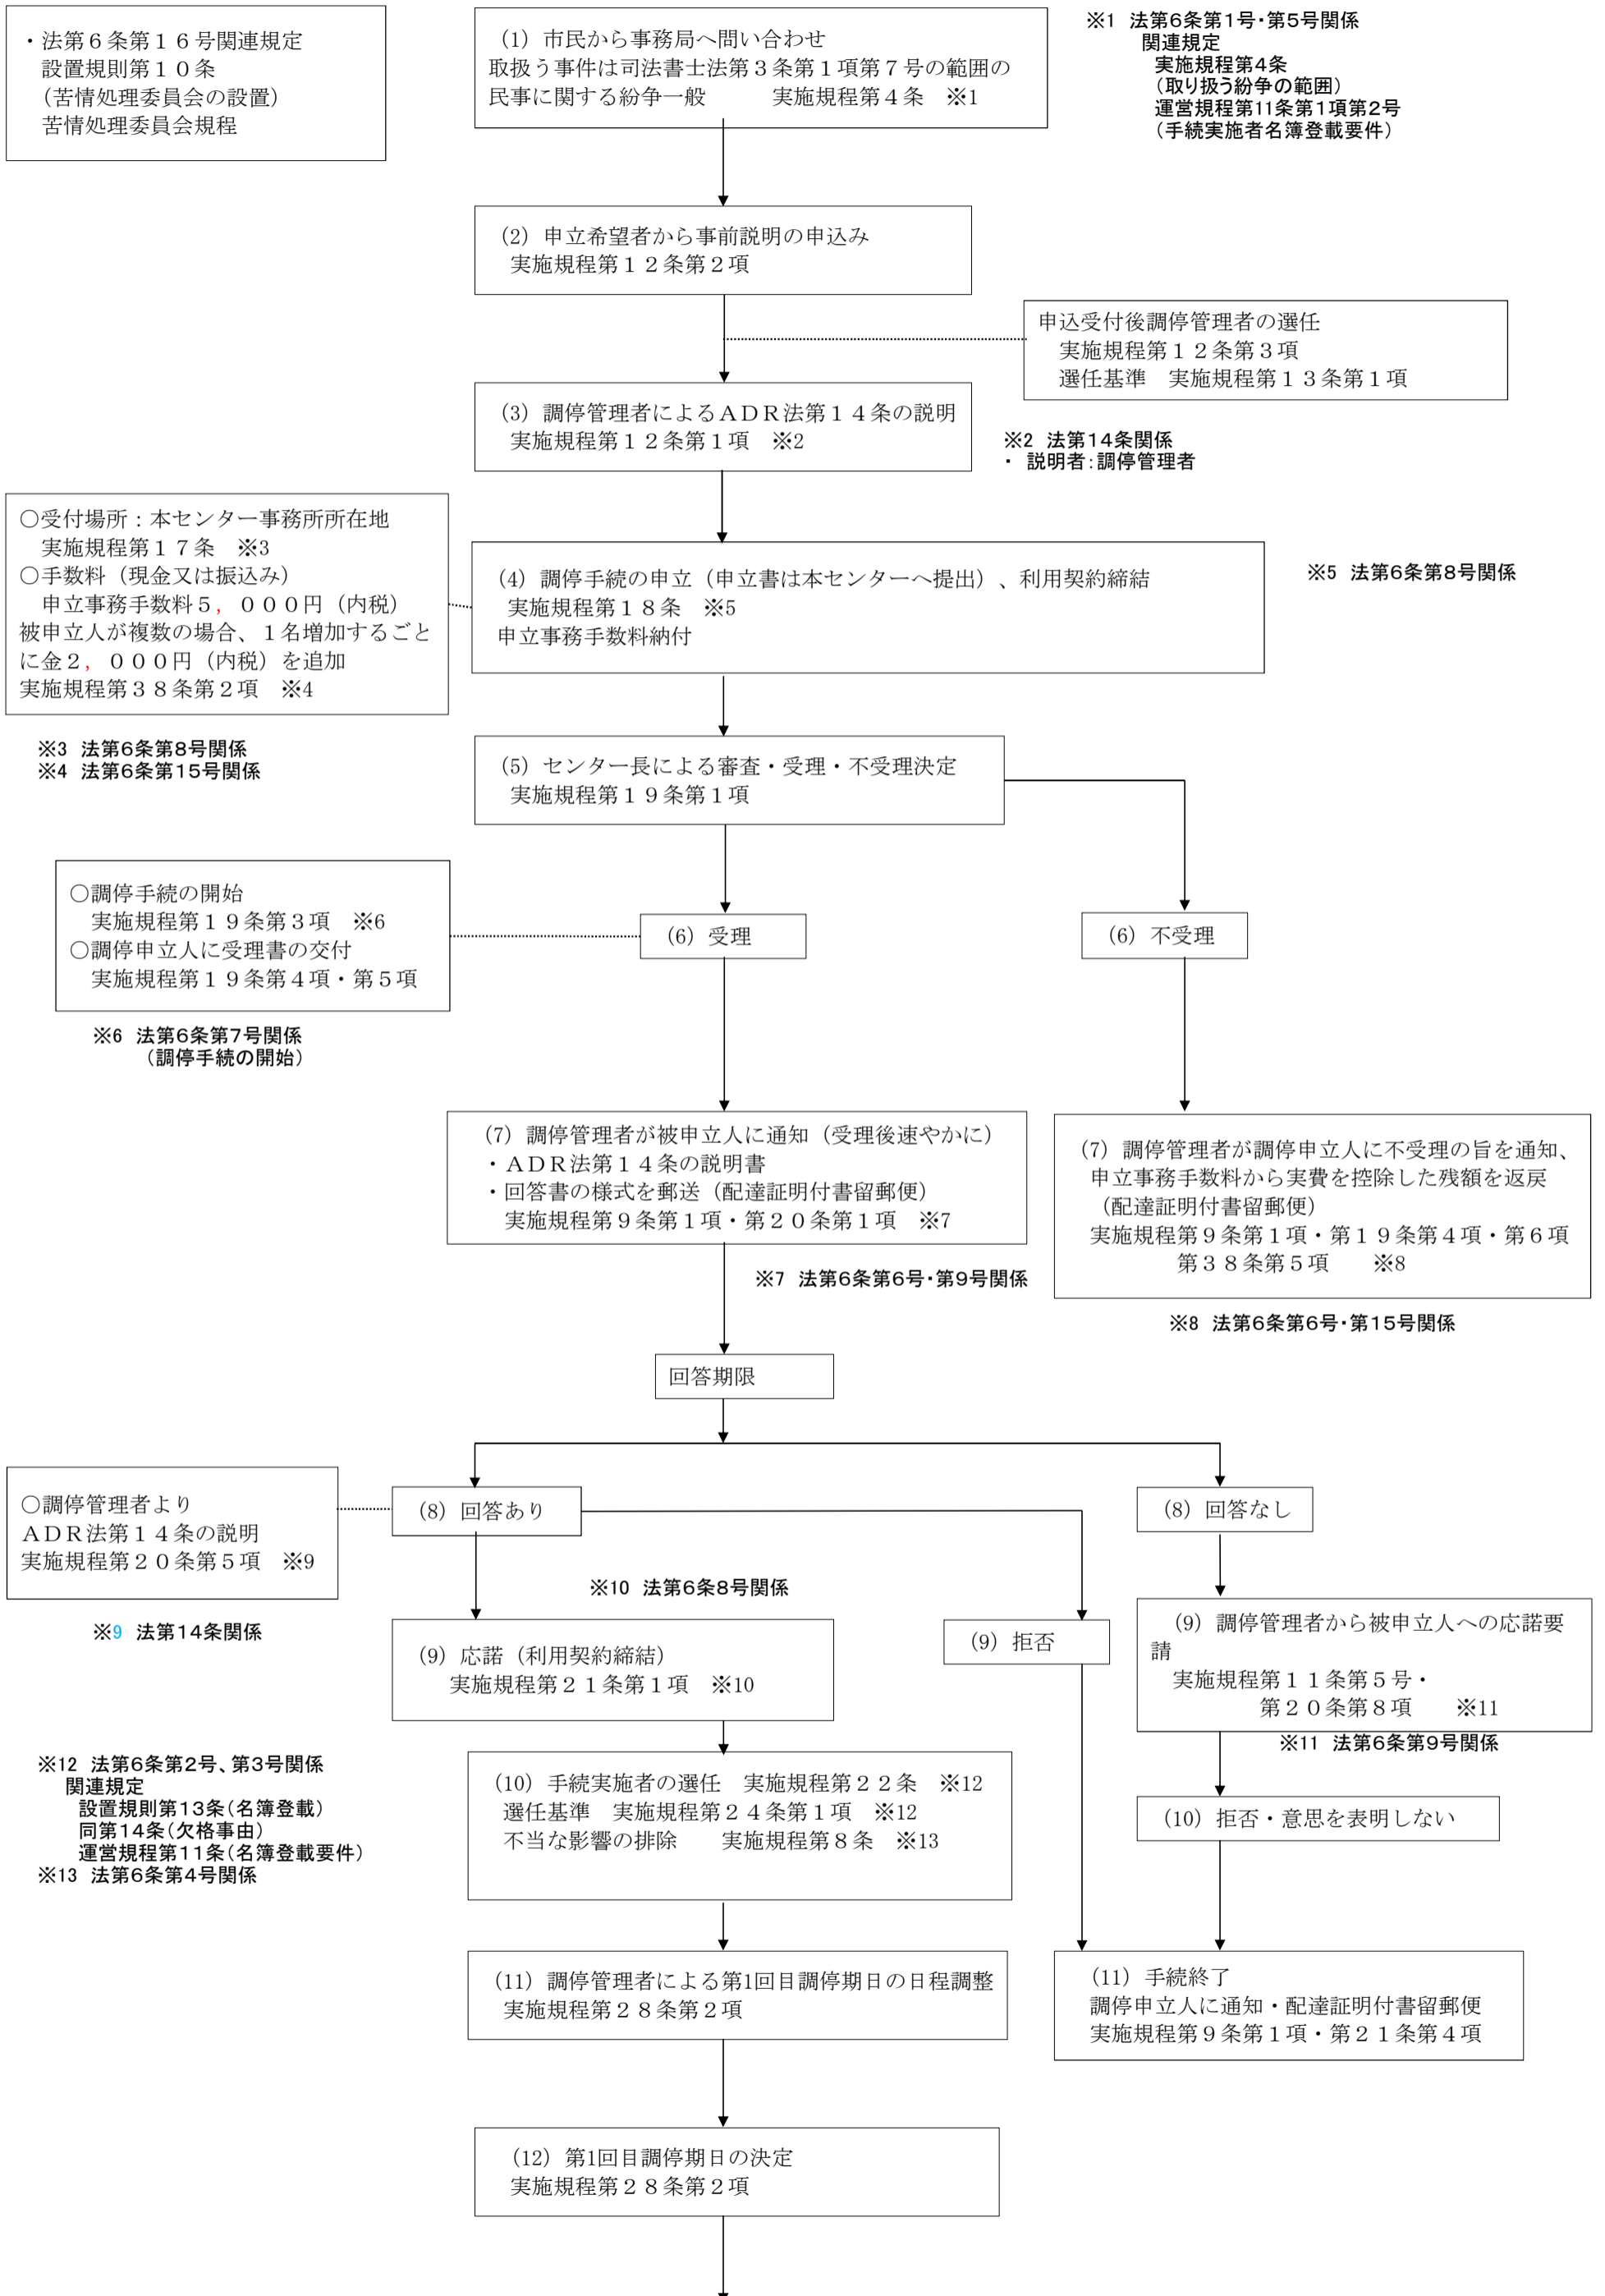 ・法第６条第１６号関連規定
設置規則第１０条
（苦情処理委員会の設置）
苦情処理委員会規程
（1）市民から事務局へ問い合わせ
取扱う事件は司法書士法第３条第１項第７号の範囲の
民事に関する紛争一般　　　実施規程第４条　※1
※1 法第6条第1号・第5号関係
関連規定
実施規程第4条
（取り扱う紛争の範囲）
運営規程第11条第1項第2号
（手続実施者名簿登載要件）
（2）申立希望者から事前説明の申込み
実施規程第１２条第２項
申込受付後調停管理者の選任
実施規程第１２条第３項
選任基準　実施規程第１３条第１項
（3）調停管理者によるＡＤＲ法第１４条の説明
実施規程第１２条第１項　※2
※2 法第14条関係
・ 説明者：調停管理者
○受付場所：本センター事務所所在地
実施規程第１７条　※3
○手数料（現金又は振込み）
申立事務手数料５，０００円（内税）
被申立人が複数の場合、１名増加するごと
に金２，０００円（内税）を追加
実施規程第３８条第２項　※4
※3 法第6条第8号関係
※4 法第6条第15号関係
（4）調停手続の申立（申立書は本センターへ提出）、利用契約締結
実施規程第１８条　※5
申立事務手数料納付
※5 法第6条第8号関係
（5）センター長による審査・受理・不受理決定
実施規程第１９条第１項
○調停手続の開始
実施規程第１９条第３項　※6
○調停申立人に受理書の交付
実施規程第１９条第４項・第５項
※6 法第6条第7号関係
（調停手続の開始）
（6）受理
（6）不受理
（7）調停管理者が被申立人に通知（受理後速やかに）
・ＡＤＲ法第１４条の説明書
・回答書の様式を郵送（配達証明付書留郵便）
実施規程第９条第１項・第２０条第１項　※7
※7 法第6条第6号・第9号関係
（7）調停管理者が調停申立人に不受理の旨を通知、
申立事務手数料から実費を控除した残額を返戻
（配達証明付書留郵便）
実施規程第９条第１項・第１９条第４項・第６項
第３８条第５項　　※8
※8 法第6条第6号・第15号関係
回答期限
○調停管理者より
ＡＤＲ法第１４条の説明
実施規程第２０条第５項　※9
※9 法第14条関係
（8）回答あり
（8）回答なし
※10 法第6条8号関係
（9）応諾（利用契約締結）
実施規程第２１条第１項　※10
（9）拒否
（9）調停管理者から被申立人への応諾要
請
実施規程第１１条第５号・
第２０条第８項　　※11
※11 法第6条第9号関係
※12 法第6条第2号、第3号関係
関連規定
設置規則第13条（名簿登載）
同第14条（欠格事由）
運営規程第11条（名簿登載要件）
※13 法第6条第4号関係
（10）手続実施者の選任　実施規程第２２条　※12
選任基準　実施規程第２４条第１項　※12
不当な影響の排除　　実施規程第８条　※13
（10）拒否・意思を表明しない
（11）調停管理者による第1回目調停期日の日程調整
実施規程第２８条第２項
（11）手続終了
調停申立人に通知・配達証明付書留郵便
実施規程第９条第１項・第２１条第４項
（12）第1回目調停期日の決定
実施規程第２８条第２項